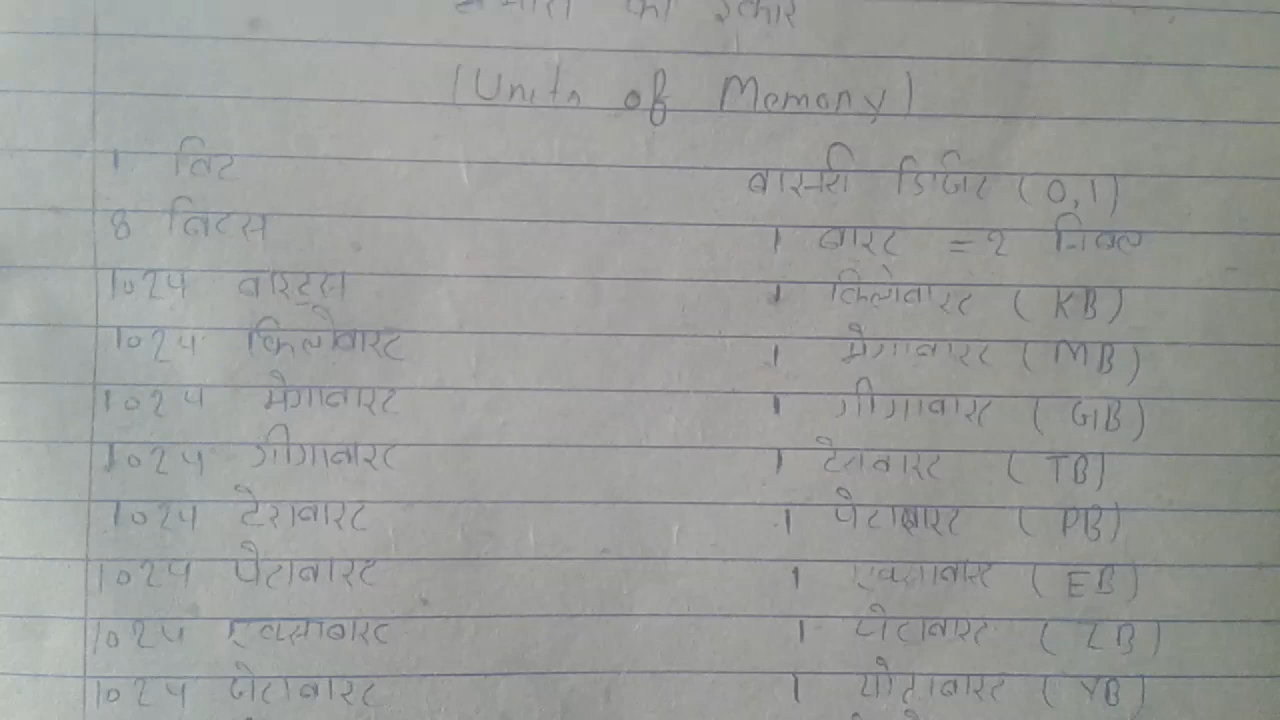 की इकाई
(Units of Memory)
1 बिट बाइनरी डिजिट (0,1)
8 बिटस 1 बाइट = 2 निबल
1024 बाइट्स 1 किलोबाइट (KB)
1024 किलोबाइट 1 मेगाबाइट (MB)
1024 मेगाबाइट 1 गीगाबाइट (GB)
1024 गीगाबाइट 1 टेराबाइट (TB)
1024 टेराबाइट 1 पेटाबाइट (PB)
1024 पेटाबाइट 1 एक्साबाइट (EB)
1024 एक्साबाइट 1 जेटाबाइट (ZB)
1024 जेटाबाइट 1 योट्टाबाइट (YB)